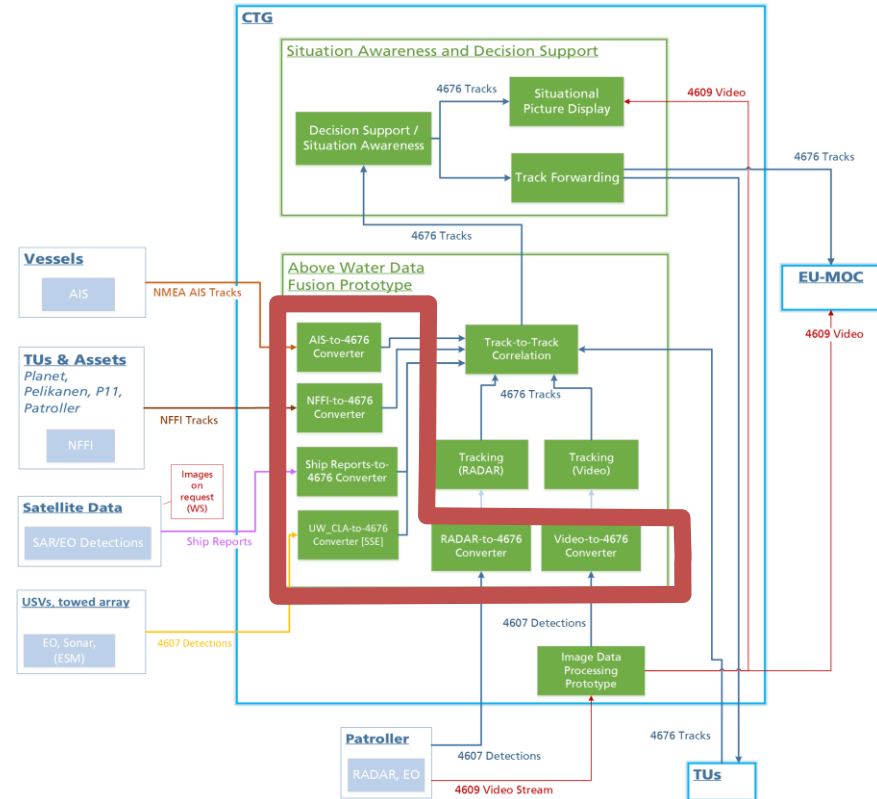 CTG
Situation Awareness and Decision Support
4676 Tracks
Situational
Picture Display
4609 Video
Decision Support /
Situation Awareness
Track Forwarding
4676 Tracks
4676 Tracks
Vessels
AIS
NMEA AIS Tracks
Above Water Data
Fusion Prototype
EU-MOC
AIS-to-4676
Converter
Track-to-Track
Correlation
4609 Video
TUs & Assets
Planet,
Pelikanen, P11,
Patroller
NFFI
NFFI Tracks
NFFI-to-4676
Converter
4676 Tracks
Tracking
(RADAR)
Tracking
(Video)
Images
on
request
(WS)
Ship Reports-to-
4676 Converter
Satellite Data
SAR/EO Detections
Ship Reports
UW_CLA-to-4676
Converter [SSE]
RADAR-to-4676
Converter
Video-to-4676
Converter
USVs, towed array
EO, Sonar,
(ESM)
4607 Detections
4607 Detections
Image Data
Processing
Prototype
Patroller
RADAR, EO
4607 Detections
4609 Video Stream
4676 Tracks
TUs